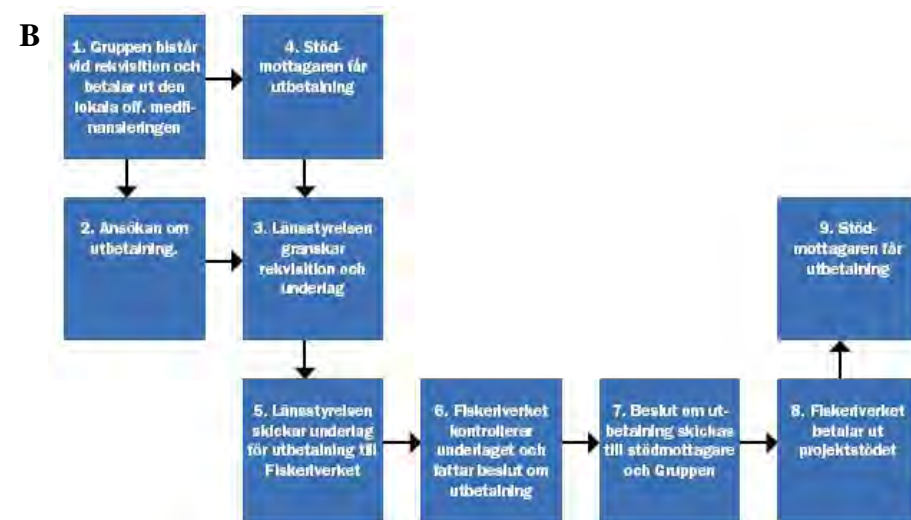 B
1. Gruppen bistår
vid rekvisition och
betalar ut den
lokala off. medfi-
nansieringen
4. Stöd-
mottagaren får
utbetalning
2. Ansökan om
utbetalning.
3. Länsstyrelsen
granskar
rekvisition och
underlag
9. Stöd-
mottagaren får
utbetalning
5. Länsstyrelsen
skickar underlag
för utbetalning till
Fiskeriverket
6. Fiskeriverket
kontrollerer
underlaget och
fattar beslut om
utbetalning
7. Beslut om ut-
betalning skickas
till stödmottagare
och Gruppen
8. Fiskeriverket
betalar ut
projektstödet